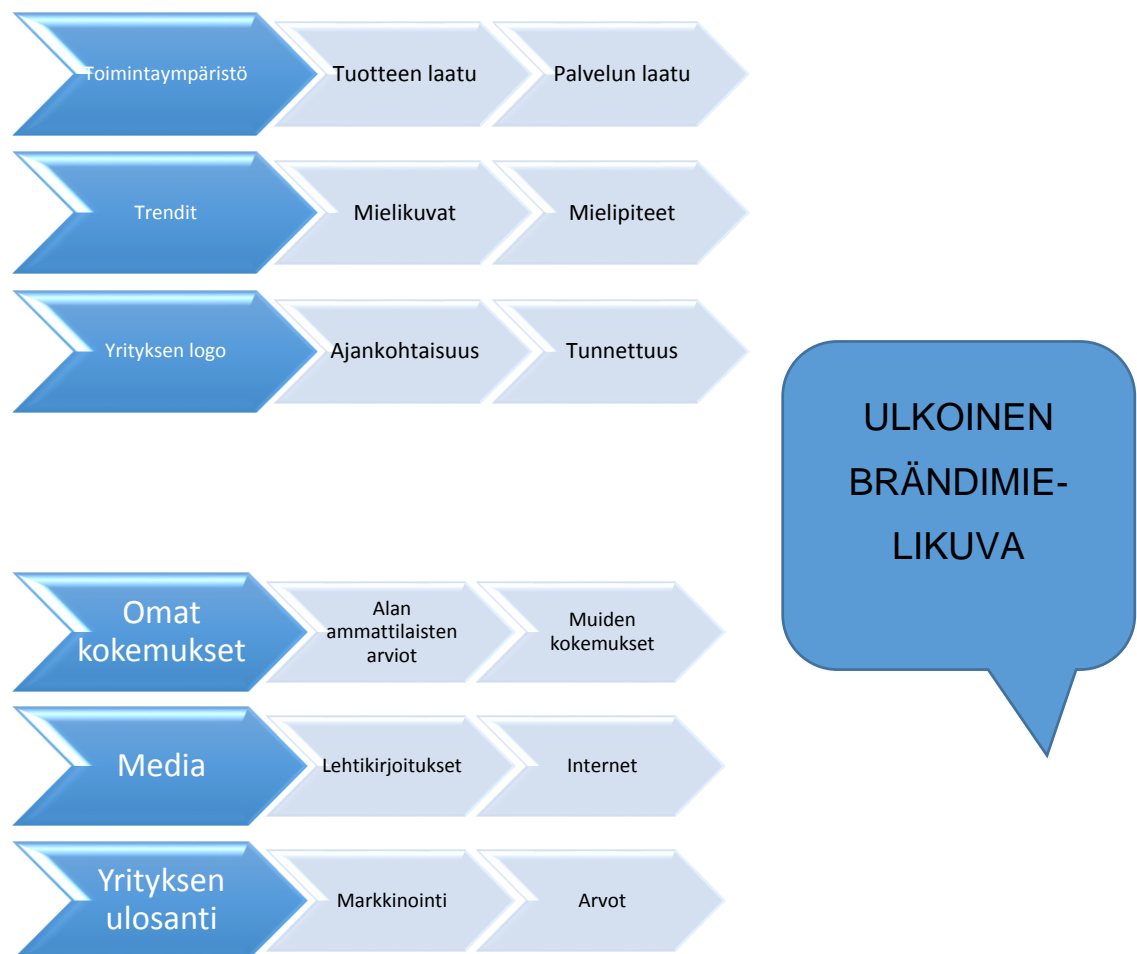 Toimintaympäristö
Tuotteen laatu
Palvelun laatu
Trendit
Mielikuvat
Mielipiteet
Yrityksen logo
Ajankohtaisuus
Tunnettuus
ULKOINEN
BRÄNDIMIE-
LIKUVA
Omat
kokemukset
Alan
ammattilaisten
arviot
Muiden
kokemukset
Media
Lehtikirjoitukset
Internet
Yrityksen
ulosanti
Markkinointi
Arvot